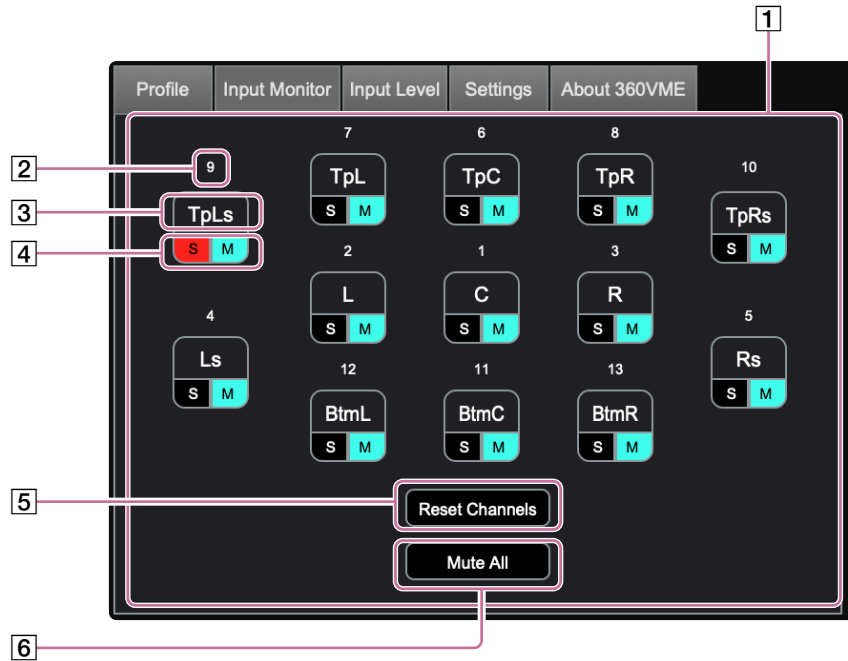 1
Profile Input Monitor Input Level Settings About 360VME
7 6 8
2 9 10
TpL TpC TpR
3 TpLs TpRs
S M S M S M
4 S M S M
2 1 3
L C R
4 5
S M S M S M
Ls Rs
12 11 13
S M S M
BtmL BtmC BtmR
S M S M S M
5 Reset Channels
Mute All
6